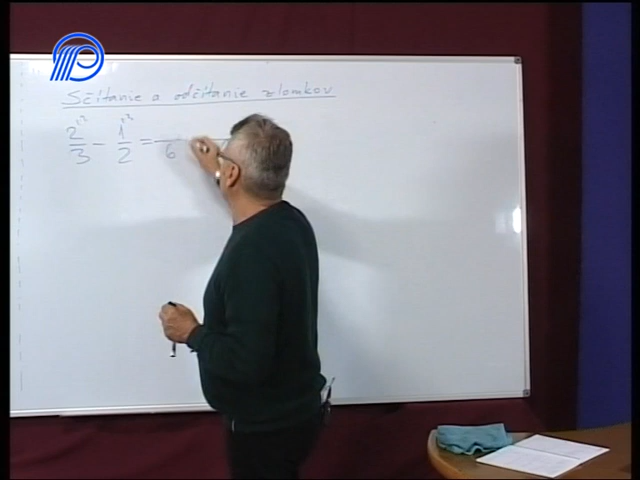 Sčítanie a odčítanie zlomkov
2/3 - 1/2 = /6